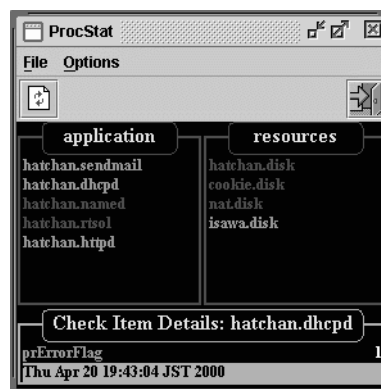 ProcStat
File Options
application
hatchan.sendmail
hatchan.dhcpd
hatchan.named
hatchan.rtsol
hatchan.httpd
resources
hatchan.disk
cookie.disk
nat.disk
isawa.disk
Check Item Details: hatchan.dhcpd
prErrorFlag 1
Thu Apr 20 19:43:04 JST 2000